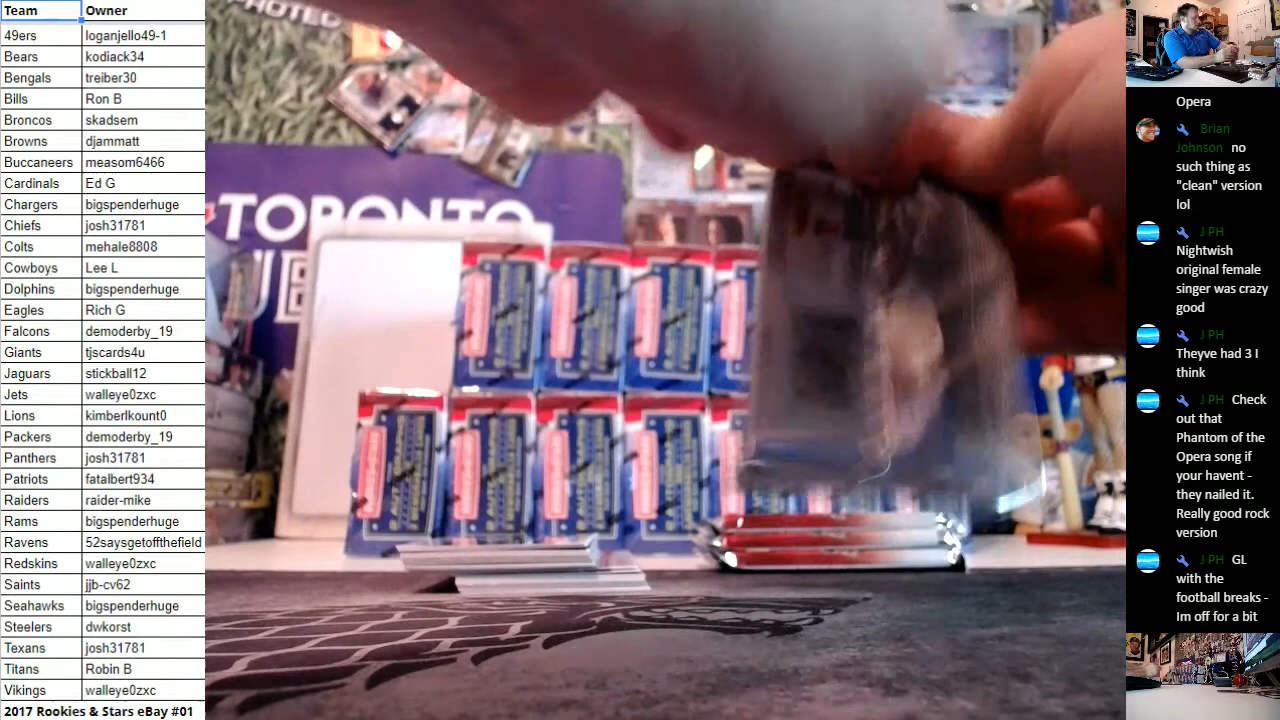 Team Owner
49ers loganjello49-1
Bears kodiack34
Bengals treiber30
Bills Ron B
Broncos skadsem
Browns djammatt
Buccaneers measom6466
Cardinals Ed G
Chargers bigspenderhuge
Chiefs josh31781
Colts mehale8808
Cowboys Lee L
Dolphins bigspenderhuge
Eagles Rich G
Falcons demoderby_19
Giants tjscards4u
Jaguars stickball12
Jets walleye0zxc
Lions kimberlkount0
Packers demoderby_19
Panthers josh31781
Patriots fatalbert934
Raiders raider-mike
Rams bigspenderhuge
Ravens 52saysgetoffthefield
Redskins walleye0zxc
Saints jjb-cv62
Seahawks bigspenderhuge
Steelers dwkorst
Texans josh31781
Titans Robin B
Vikings walleye0zxc
2017 Rookies & Stars eBay #01
TORONTO
Opera
Brian
Johnson no
such thing as
"clean" version
lol
J PH
Nightwish
original female
singer was crazy
good
J PH
Theyve had 3 I
think
J PH Check
out that
Phantom of the
Opera song if
your havent -
they nailed it.
Really good rock
version
J PH GL
with the
football breaks -
Im off for a bit